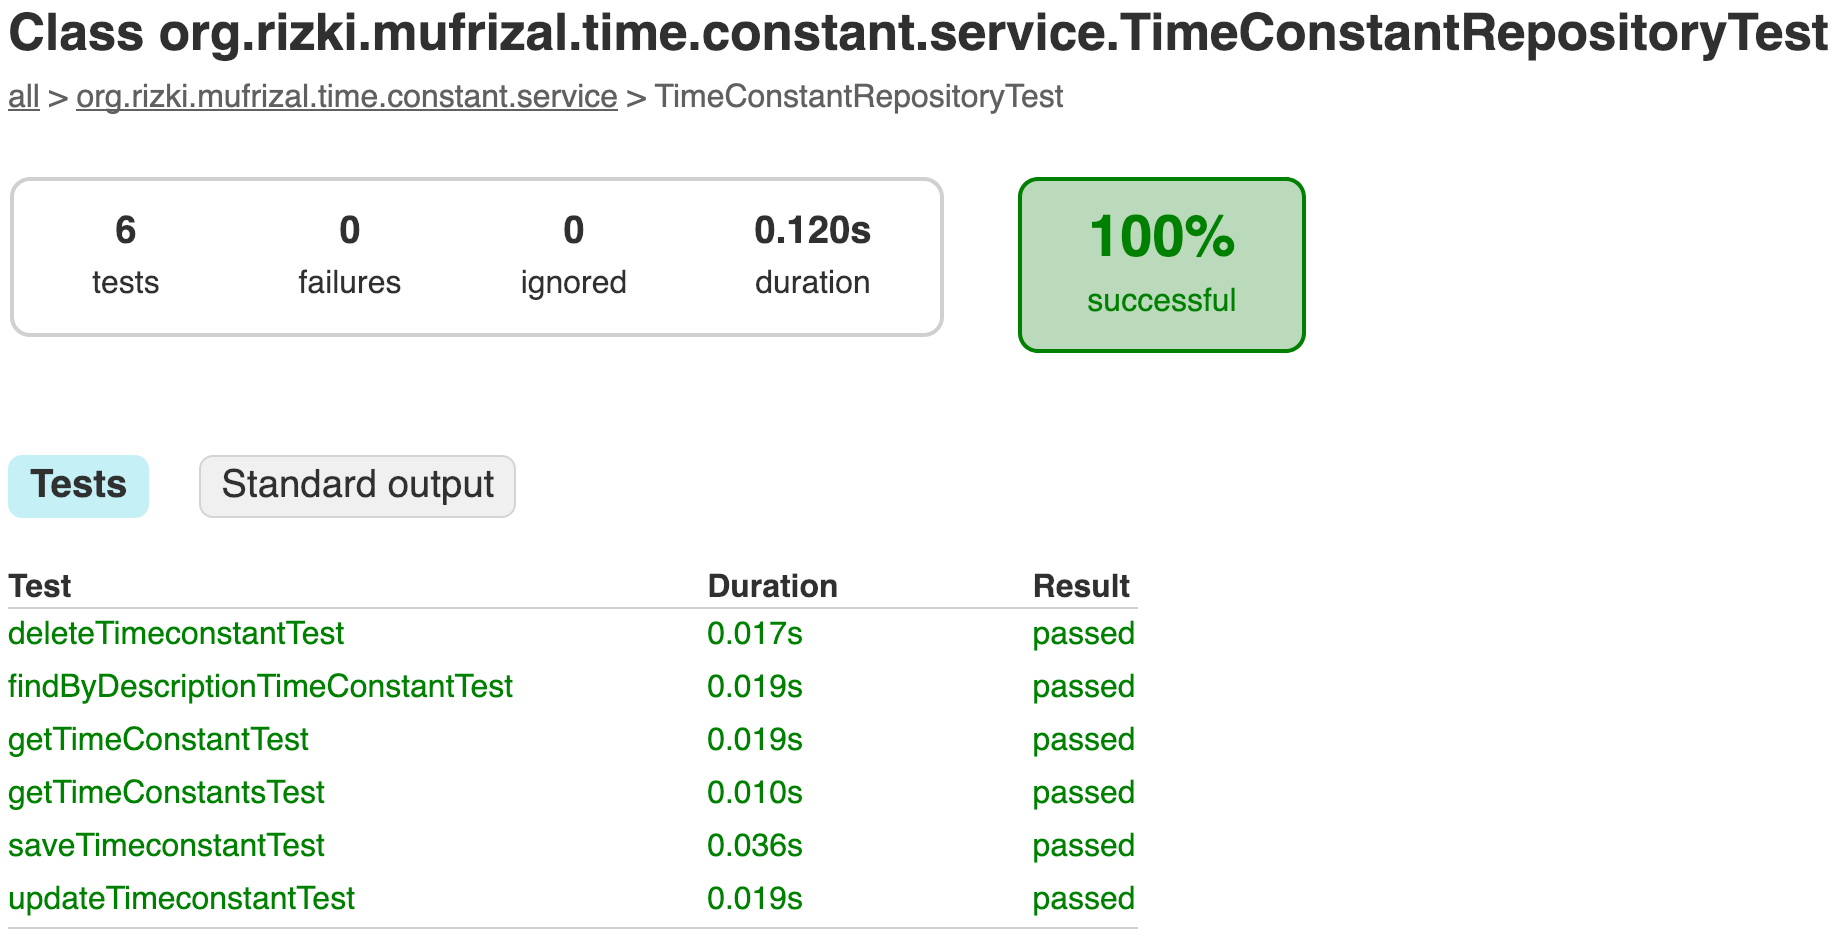 Class org.rizki.mufrizal.time.constant.service.TimeConstantRepositoryTest
all > org.rizki.mufrizal.time.constant.service > TimeConstantRepositoryTest
6 0 0 0.120s
tests failures ignored duration
100%
successful
Tests Standard output
Test Duration Result
deleteTimeconstantTest 0.017s passed
findByDescriptionTimeConstantTest 0.019s passed
getTimeConstantTest 0.019s passed
getTimeConstantsTest 0.010s passed
saveTimeconstantTest 0.036s passed
updateTimeconstantTest 0.019s passed